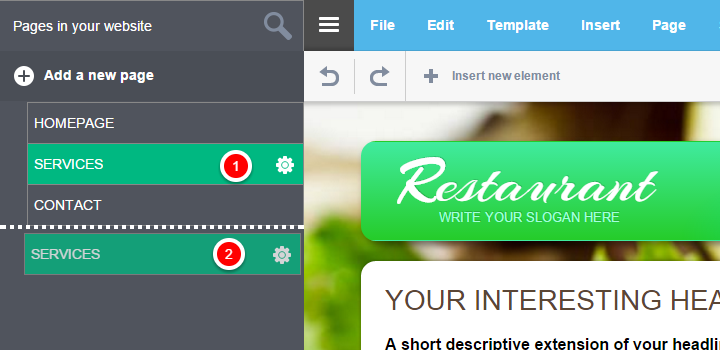 Pages in your website
File Edit Template Insert Page
Add a new page
Insert new element
HOMEPAGE
SERVICES 1
CONTACT
SERVICES 2
Restaurant
WRITE YOUR SLOGAN HERE
YOUR INTERESTING HEA
A short descriptive extension of your headlin